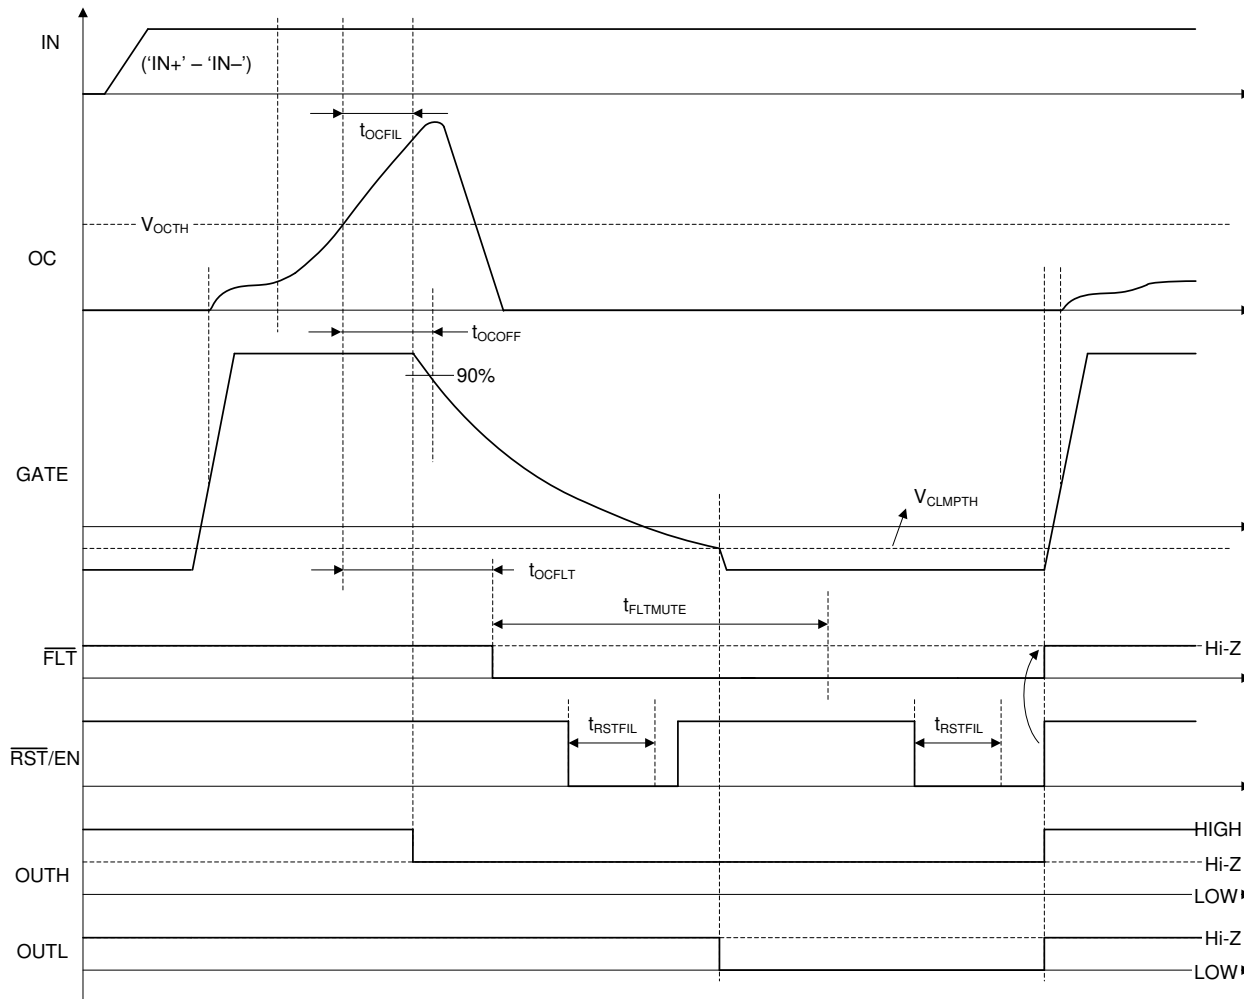 IN
('IN+' – 'IN–')
tOCFIL
VOCTH
OC
tOCOFF
90%
GATE
VCLMPTH
tOCFLT
tFLTMUTE
FLT
Hi-Z
tRSTFIL
tRSTFIL
RST/EN
HIGH
Hi-Z
OUTH
LOW
OUTL
Hi-Z
LOW